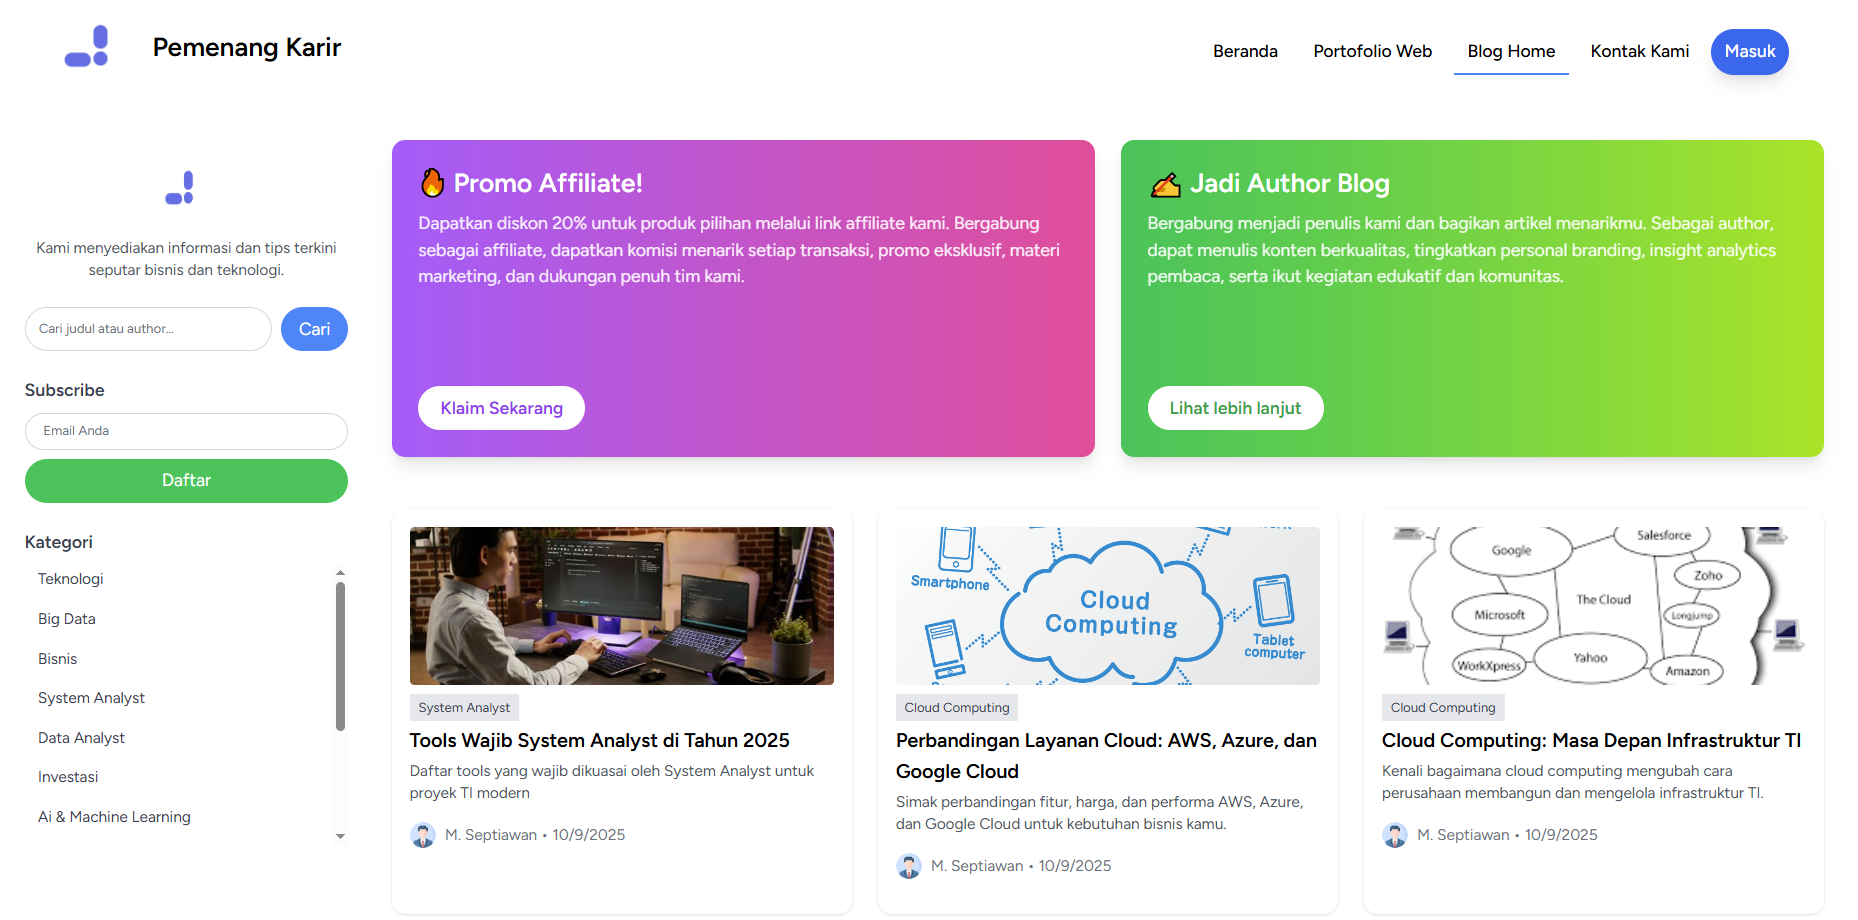 Pemenang Karir
Beranda
Portofolio Web
Blog Home
Kontak Kami
Masuk
Kami menyediakan informasi dan tips terkini
seputar bisnis dan teknologi.
Cari judul atau author...
Cari
Subscribe
Email Anda
Daftar
Kategori
Teknologi
Big Data
Bisnis
System Analyst
Data Analyst
Investasi
Ai & Machine Learning
🔥 Promo Affiliate!
Dapatkan diskon 20% untuk produk pilihan melalui link affiliate kami. Bergabung
sebagai affiliate, dapatkan komisi menarik setiap transaksi, promo eksklusif, materi
marketing, dan dukungan penuh tim kami.
Klaim Sekarang
✍️ Jadi Author Blog
Bergabung menjadi penulis kami dan bagikan artikel menarikmu. Sebagai author,
dapat menulis konten berkualitas, tingkatkan personal branding, insight analytics
pembaca, serta ikut kegiatan edukatif dan komunitas.
Lihat lebih lanjut
System Analyst
Tools Wajib System Analyst di Tahun 2025
Daftar tools yang wajib dikuasai oleh System Analyst untuk
proyek TI modern
M. Septiawan • 10/9/2025
Smartphone
Cloud
Computing
Tablet
computer
Cloud Computing
Perbandingan Layanan Cloud: AWS, Azure, dan
Google Cloud
Simak perbandingan fitur, harga, dan performa AWS, Azure,
dan Google Cloud untuk kebutuhan bisnis kamu.
M. Septiawan • 10/9/2025
Google
Salesforce
Zoho
The Cloud
Microsoft
Longjump
WorkXpress
Yahoo
Amazon
Cloud Computing
Cloud Computing: Masa Depan Infrastruktur TI
Kenali bagaimana cloud computing mengubah cara
perusahaan membangun dan mengelola infrastruktur TI.
M. Septiawan • 10/9/2025